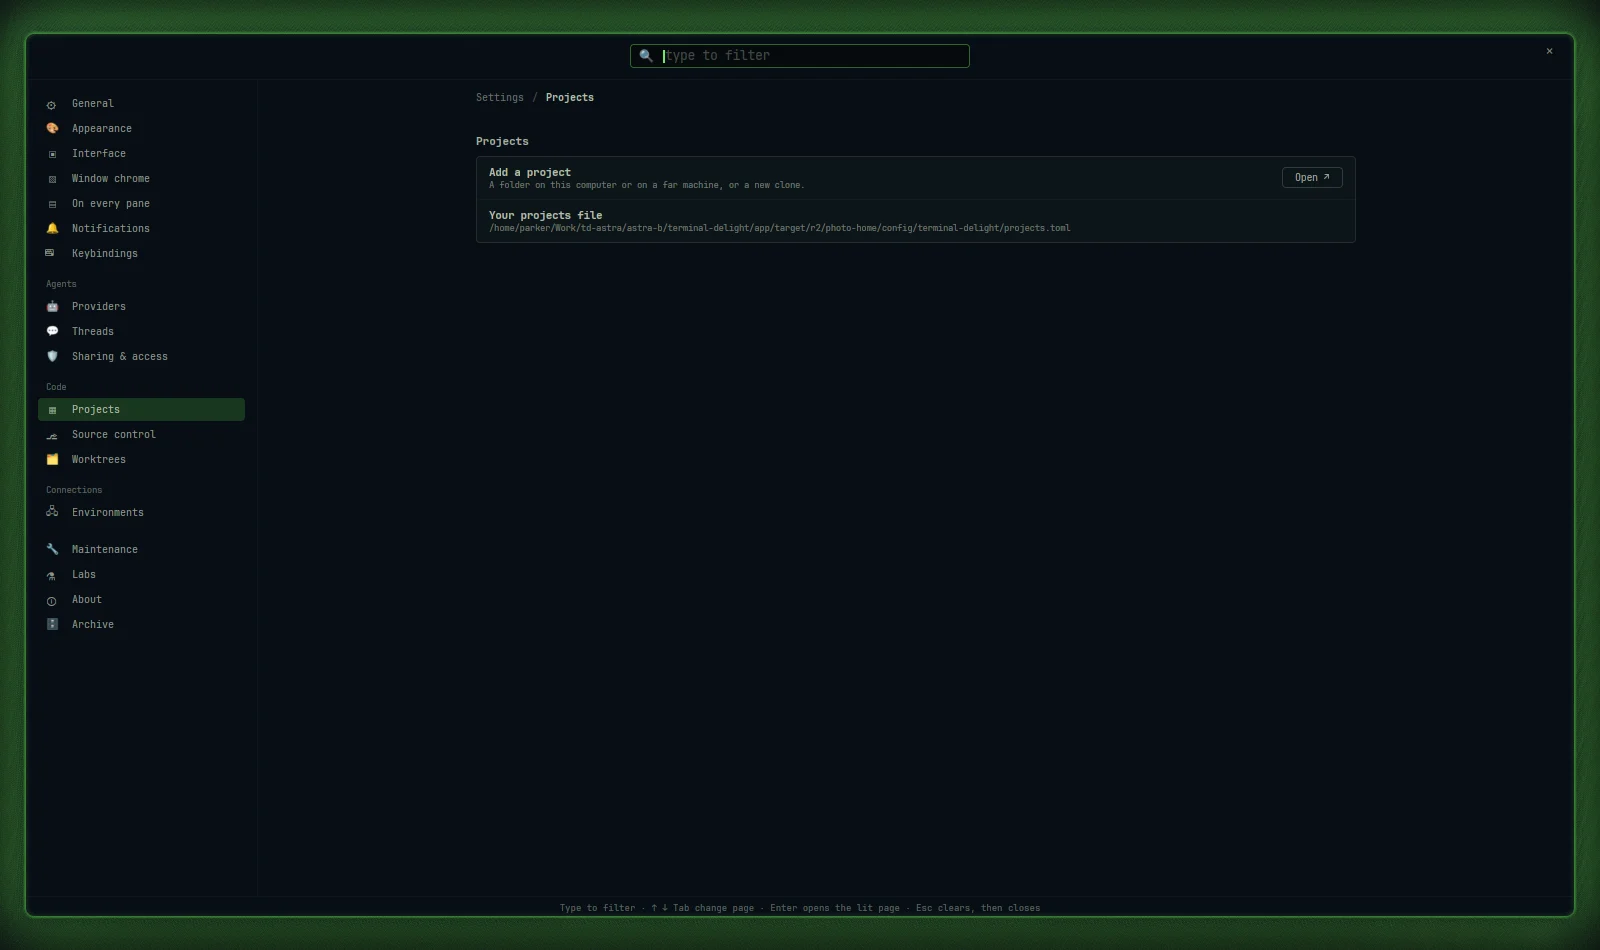 type to filter
×
General
Appearance
Interface
Window chrome
On every pane
Notifications
Keybindings
Agents
Providers
Threads
Sharing & access
Code
Projects
Source control
Worktrees
Connections
Environments
Maintenance
Labs
About
Archive
Settings / Projects
Projects
Add a project
A folder on this computer or on a far machine, or a new clone.
Open ↗
Your projects file
/home/parker/Work/td-astra/astra-b/terminal-delight/app/target/r2/photo-home/config/terminal-delight/projects.toml
Type to filter · ↑ ↓ Tab change page · Enter opens the lit page · Esc clears, then closes